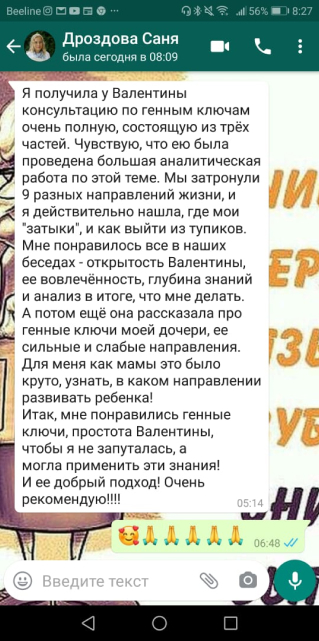 Beeline
56%
8:27
Дроздова Саня
была сегодня в 08:09
Я получила у Валентины
консультацию по генным ключам
очень полную, состоящую из трёх
частей. Чувствую, что ею была
проведена большая аналитическая
работа по этой теме. Мы затронули
9 разных направлений жизни, и
я действительно нашла, где мои
"затыки", и как выйти из тупиков.
Мне понравилось все в наших
беседах - открытость Валентины,
ее вовлечённость, глубина знаний
и анализ в итоге, что мне делать.
А потом ещё она рассказала про
генные ключи моей дочери, ее
сильные и слабые направления.
Для меня как мамы это было
круто, узнать, в каком направлении
развивать ребенка!
Итак, мне понравились генные
ключи, простота Валентины,
чтобы я не запуталась, а
могла применить эти знания!
И ее добрый подход! Очень
рекомендую!!!!
05:14
🥰🙏🙏🙏🙏🙏 06:48
Введите текст